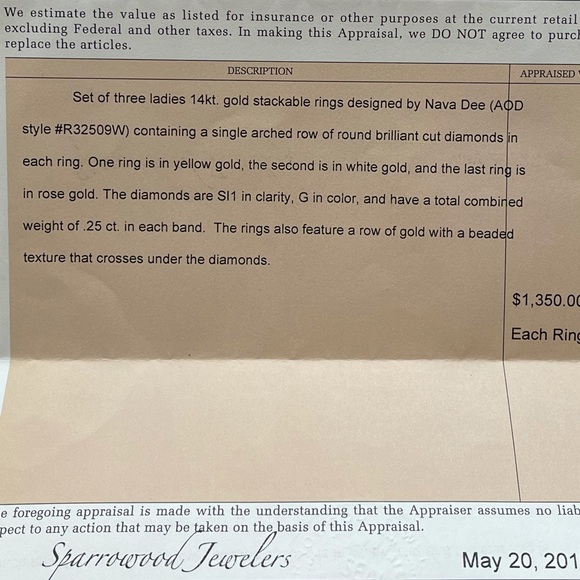 We estimate the value as listed for insurance or other purposes at the current retail
excluding Federal and other taxes. In making this Appraisal, we DO NOT agree to purch
replace the articles.
DESCRIPTION
APPRAISED
Set of three ladies 14kt. gold stackable rings designed by Nava Dee (AOD
style #R32509W) containing a single arched row of round brilliant cut diamonds in
each ring. One ring is in yellow gold, the second is in white gold, and the last ring is
in rose gold. The diamonds are SI1 in clarity, G in color, and have a total combined
weight of .25 ct. in each band. The rings also feature a row of gold with a beaded
texture that crosses under the diamonds.
$1,350.00
Each Ring
e foregoing appraisal is made with the understanding that the Appraiser assumes no liab
pect to any action that may be taken on the basis of this Appraisal.
Sparrowood Jewelers
May 20, 201